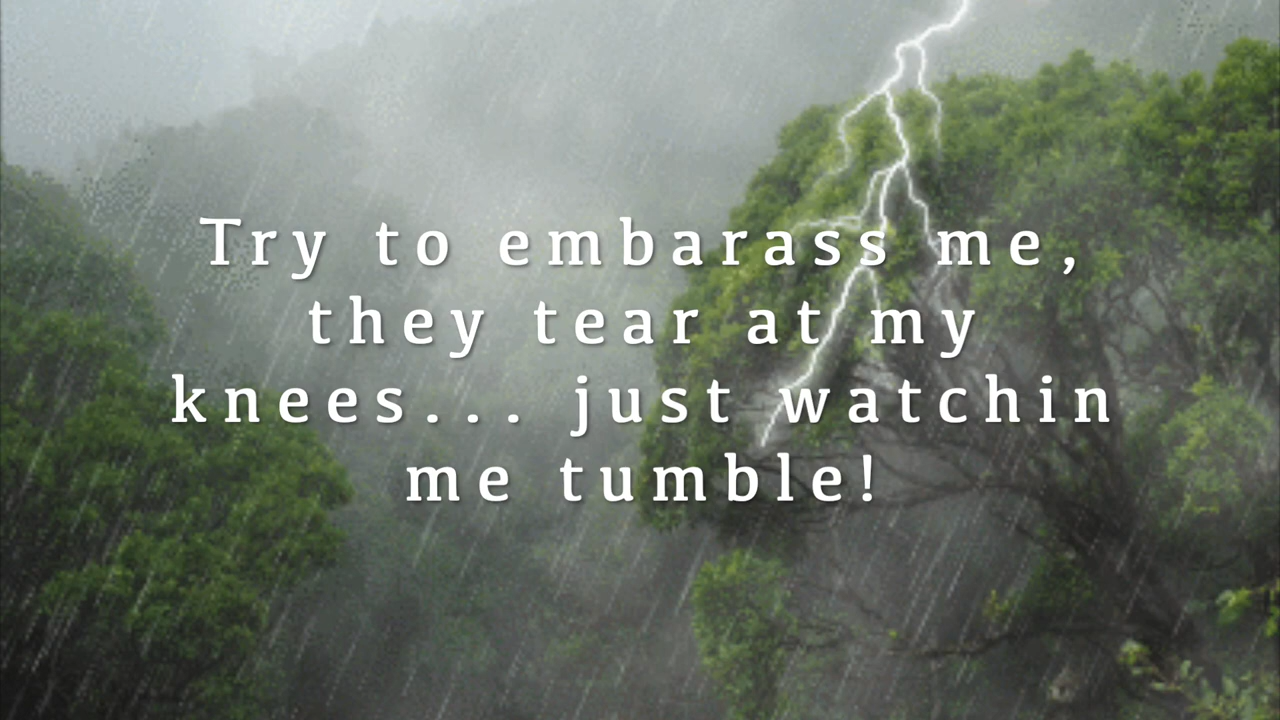 Try to embarass me,
they tear at my
knees... just watchin
me tumble!